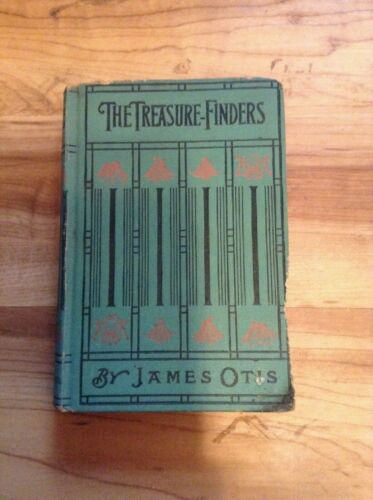 THE TREASURE-FINDERS
BY JAMES OTIS